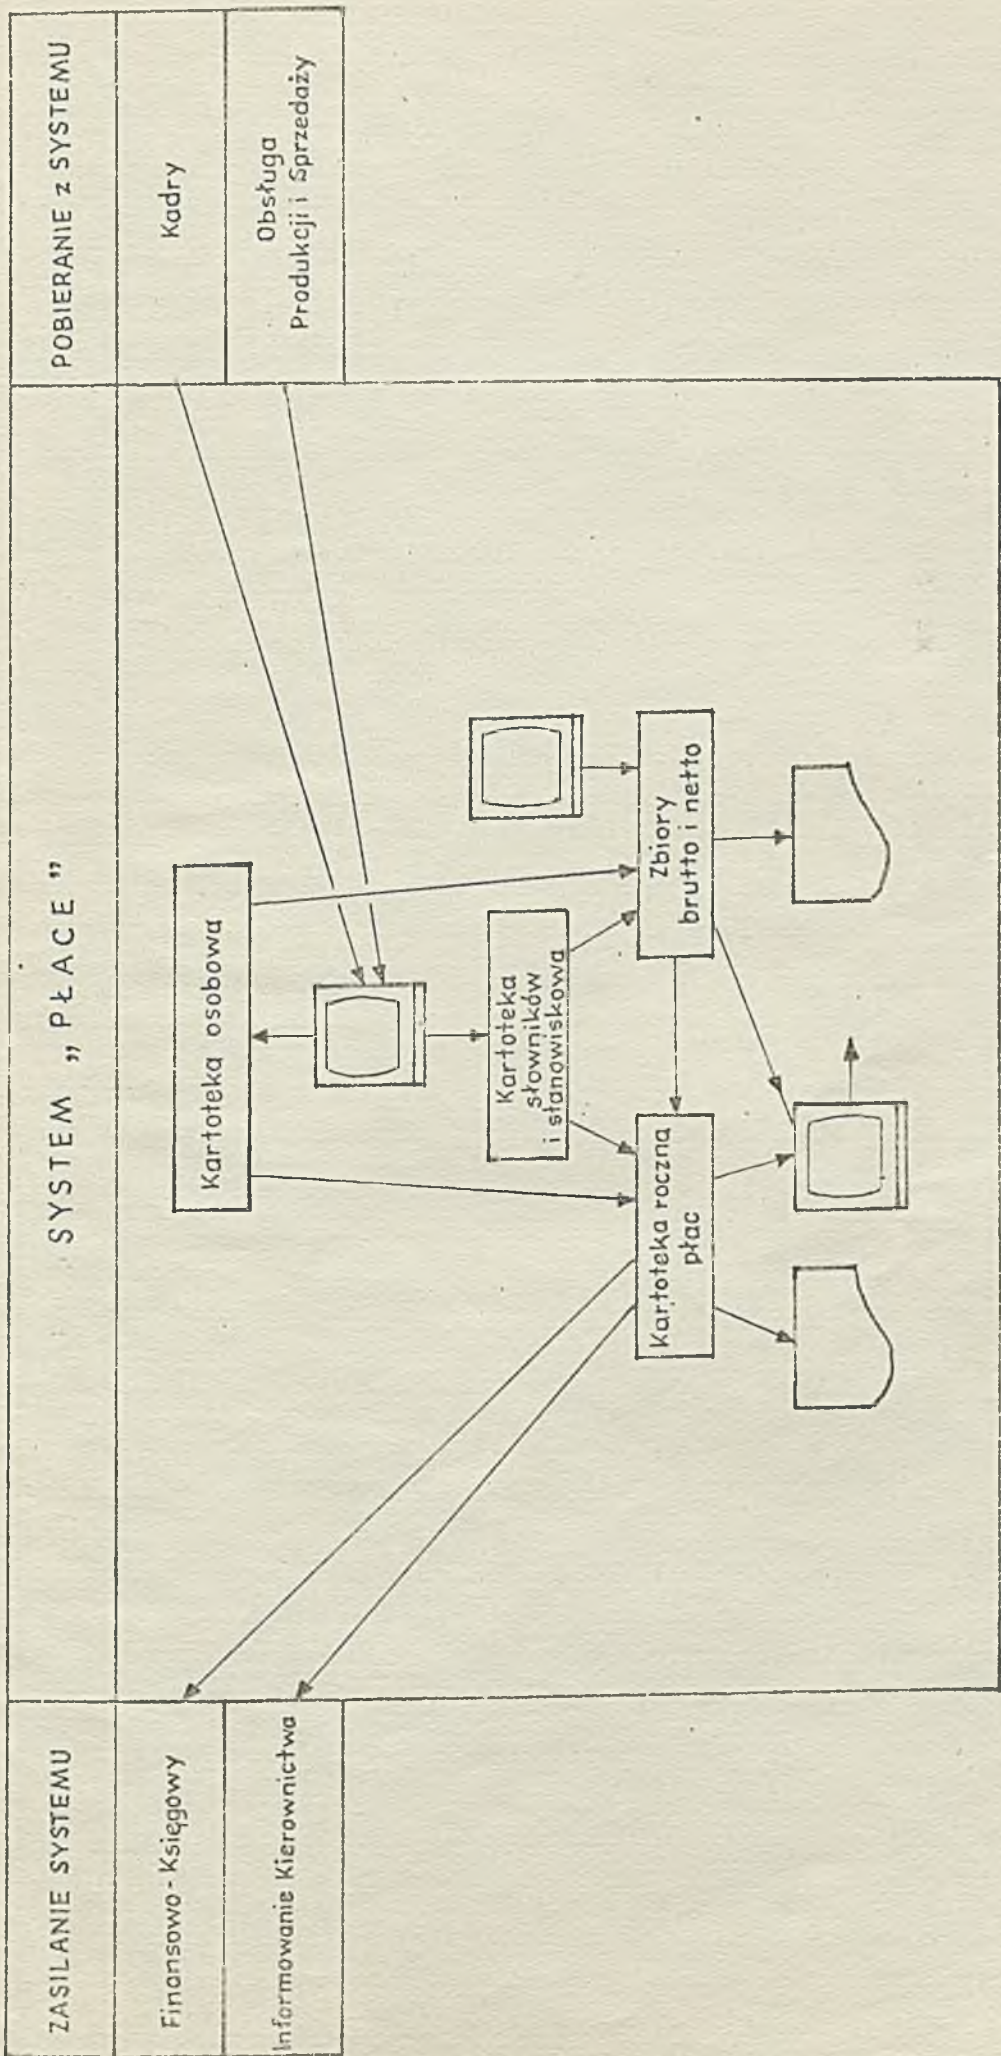 ZASILANIE SYSTEMU
SYSTEM „ PŁACE ”
POBIERANIE z SYSTEMU
Finansowo - Księgowy
Informowanie Kierownictwa
Kadry
Obsługa
Produkcji i Sprzedaży
Kartoteka osobowa
Kartoteka
słowników
i stanowiskowa
Kartoteka roczna
płac
Zbiory
brutto i netto